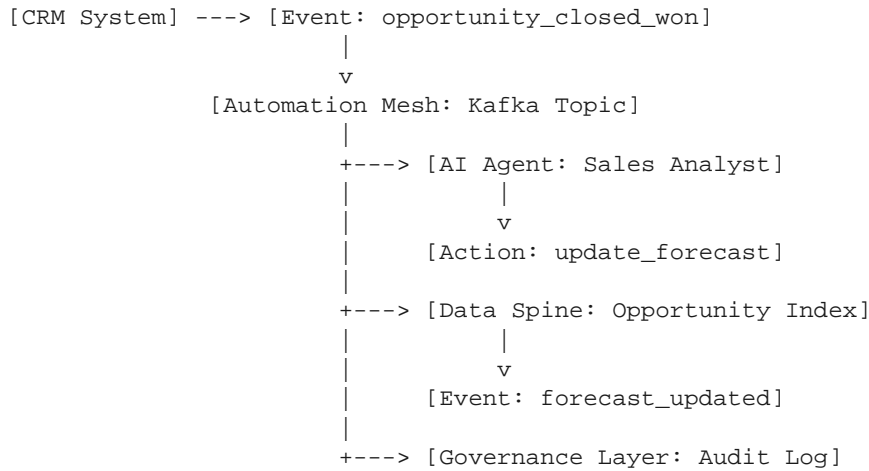 [CRM System] ---> [Event: opportunity_closed_won]
|
v
[Automation Mesh: Kafka Topic]
|
+---> [AI Agent: Sales Analyst]
| |
| v
| [Action: update_forecast]
|
+---> [Data Spine: Opportunity Index]
| |
| v
| [Event: forecast_updated]
|
+---> [Governance Layer: Audit Log]